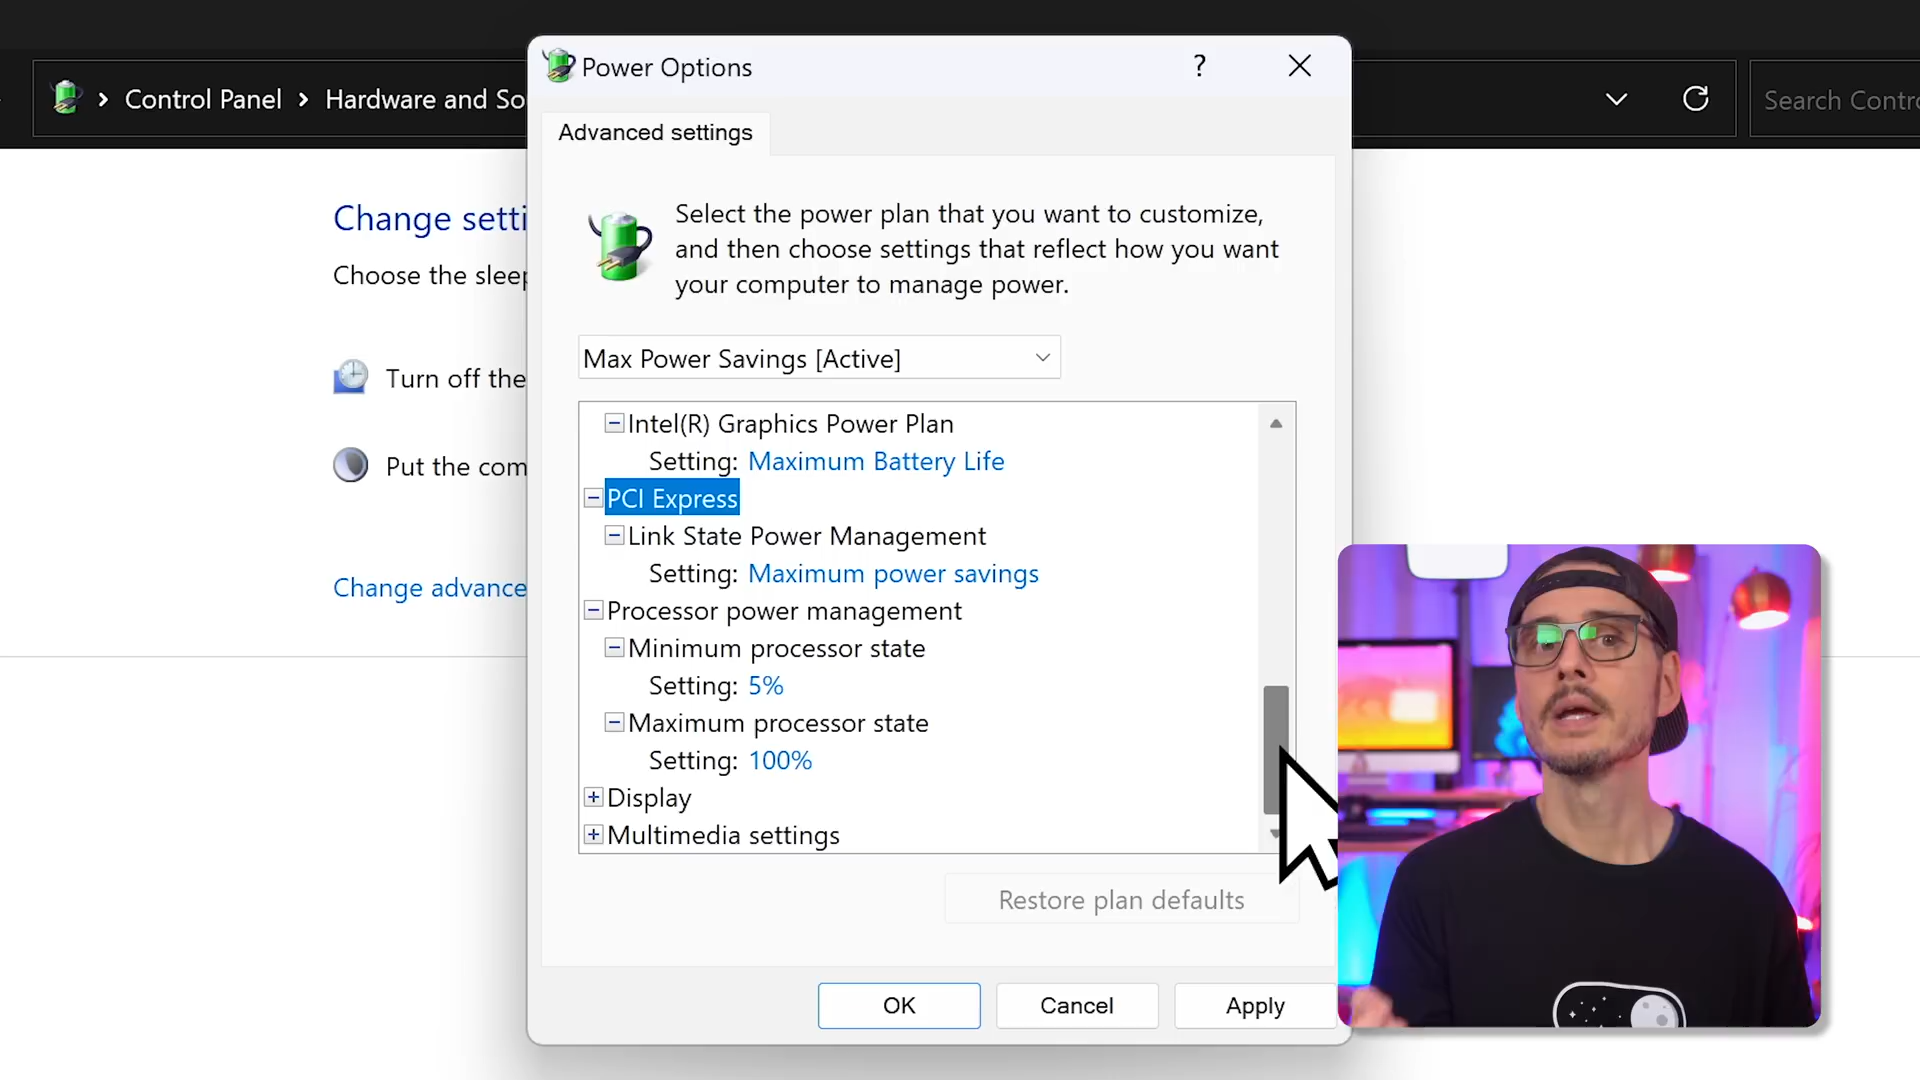 Power Options
?
Control Panel
Hardware and So
Search Contro
Advanced settings
Select the power plan that you want to customize,
and then choose settings that reflect how you want
your computer to manage power.
Change setti
Choose the sleep
Max Power Savings [Active]
Turn off the
Put the com
Change advance
Intel(R) Graphics Power Plan
Setting: Maximum Battery Life
PCI Express
Link State Power Management
Setting: Maximum power savings
Processor power management
Minimum processor state
Setting: 5%
Maximum processor state
Setting: 100%
Display
Multimedia settings
Restore plan defaults
OK
Cancel
Apply